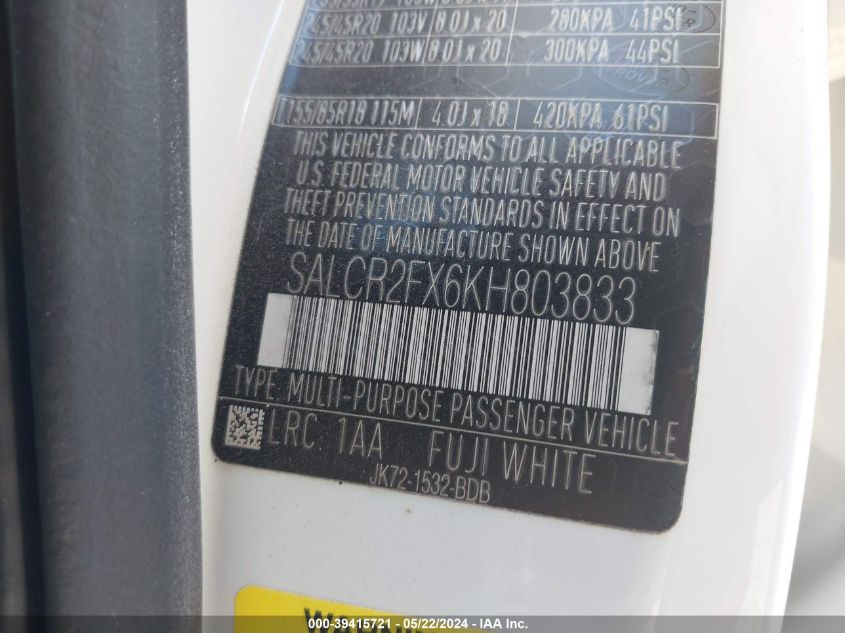 245/45R20 103V 8.0J x 20 280KPA 41PSI
245/45R20 103W 8.0J x 20 300KPA 44PSI
T155/85R18 115M 4.0J x 18 420KPA 61PSI
THIS VEHICLE CONFORMS TO ALL APPLICABLE
U.S. FEDERAL MOTOR VEHICLE SAFETY AND
THEFT PREVENTION STANDARDS IN EFFECT ON
THE DATE OF MANUFACTURE SHOWN ABOVE
SALCR2FX6KH803833
TYPE: MULTI-PURPOSE PASSENGER VEHICLE
LRC 1AA FUJI WHITE
JK72-1532-BDB
000-39415721 - 05/22/2024 - IAA Inc.